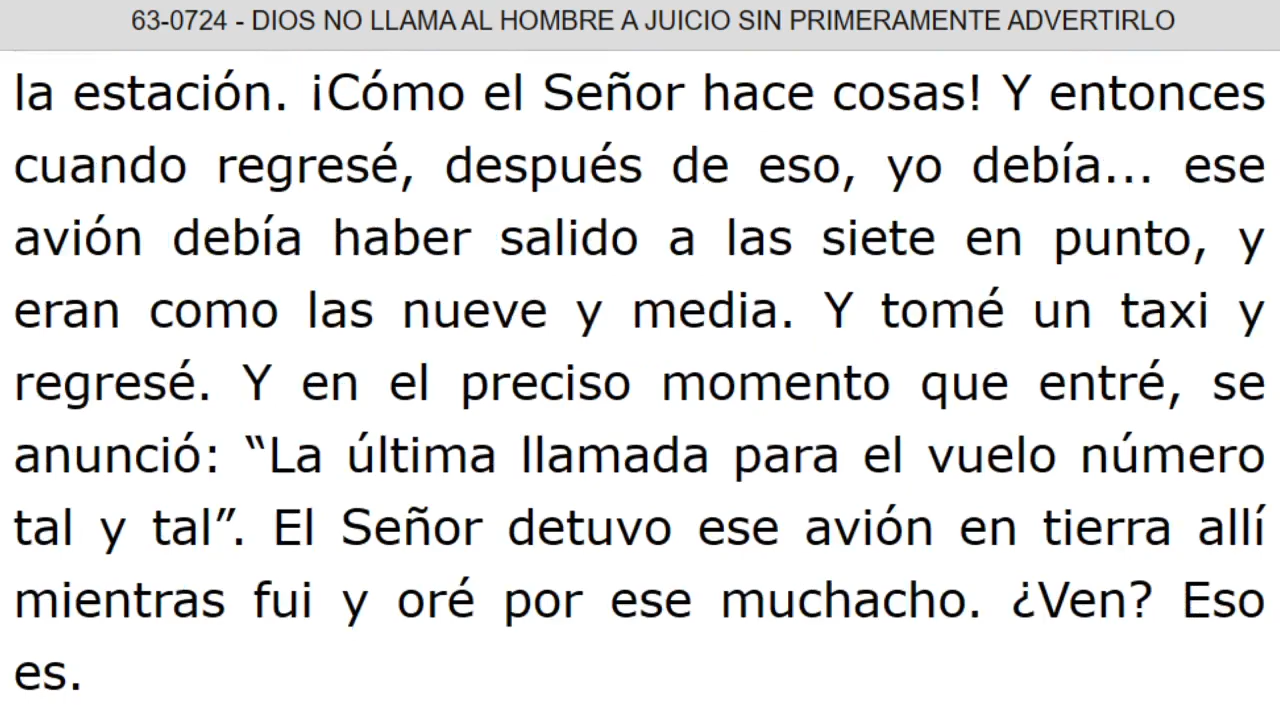 63-0724 - DIOS NO LLAMA AL HOMBRE A JUICIO SIN PRIMERAMENTE ADVERTIRLO
la estación. ¡Cómo el Señor hace cosas! Y entonces
cuando regresé, después de eso, yo debía... ese
avión debía haber salido a las siete en punto, y
eran como las nueve y media. Y tomé un taxi y
regresé. Y en el preciso momento que entré, se
anunció: “La última llamada para el vuelo número
tal y tal”. El Señor detuvo ese avión en tierra allí
mientras fui y oré por ese muchacho. ¿Ven? Eso
es.